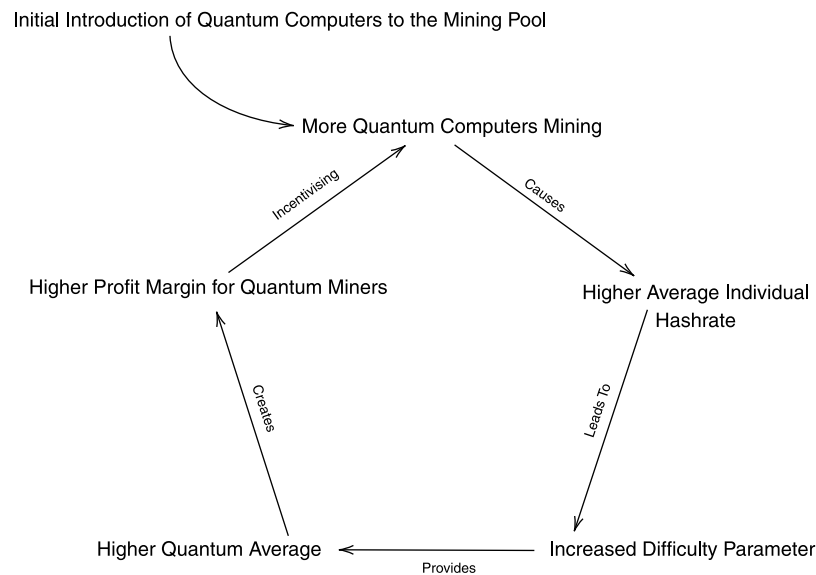 Initial Introduction of Quantum Computers to the Mining Pool
More Quantum Computers Mining
Incentivising
Causes
Higher Profit Margin for Quantum Miners
Higher Average Individual
Hashrate
Creates
Leads To
Higher Quantum Average
Increased Difficulty Parameter
Provides